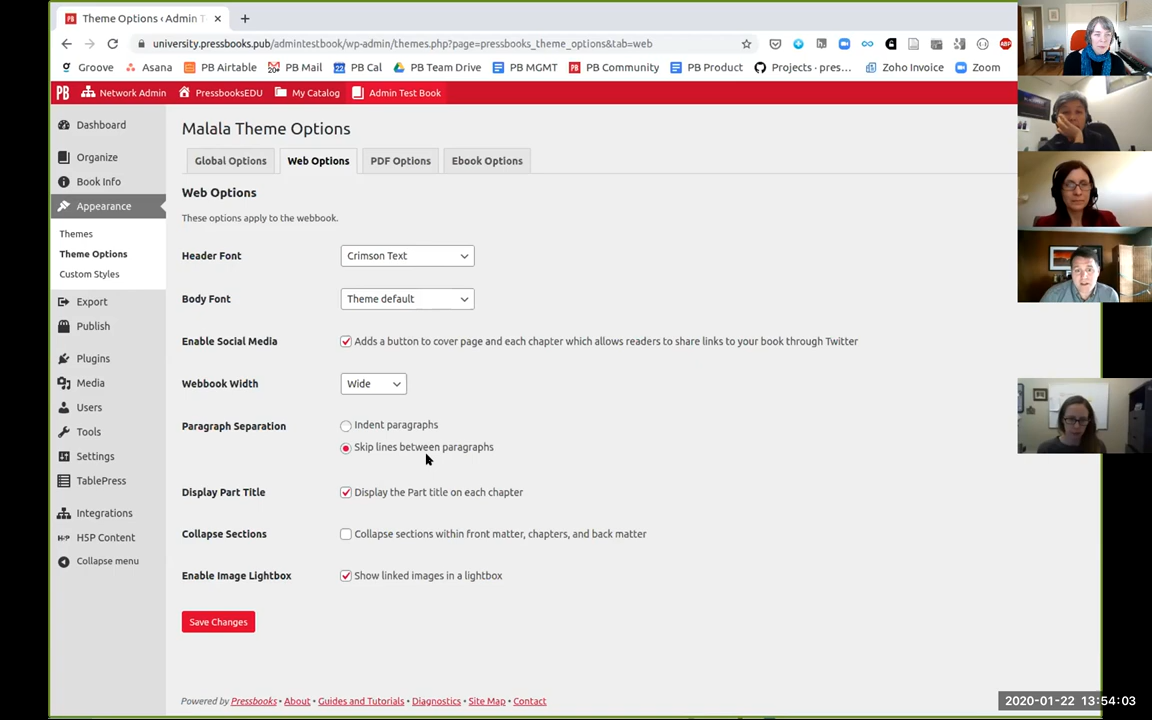 PB Theme Options ‹ Admin T
university.pressbooks.pub/admintestbook/wp-admin/themes.php?page=pressbooks_theme_options&tab=web
ABP
Groove Asana PB Airtable 20+ PB Mail 22 PB Cal PB Team Drive PB MGMT PB PB Community PB Product Projects · pres... Zoho Invoice Zoom
PB Network Admin PressbooksEDU My Catalog Admin Test Book
Dashboard
Organize
Book Info
Appearance
Themes
Theme Options
Custom Styles
Export
Publish
Plugins
Media
Users
Tools
Settings
TablePress
Integrations
H-P H5P Content
Collapse menu
Malala Theme Options
Global Options Web Options PDF Options Ebook Options
Web Options
These options apply to the webbook.
Header Font Crimson Text
Body Font Theme default
Enable Social Media Adds a button to cover page and each chapter which allows readers to share links to your book through Twitter
Webbook Width Wide
Paragraph Separation Indent paragraphs
Skip lines between paragraphs
Display Part Title Display the Part title on each chapter
Collapse Sections Collapse sections within front matter, chapters, and back matter
Enable Image Lightbox Show linked images in a lightbox
Save Changes
Powered by Pressbooks • About • Guides and Tutorials • Diagnostics • Site Map • Contact
2020-01-22 13:54:03